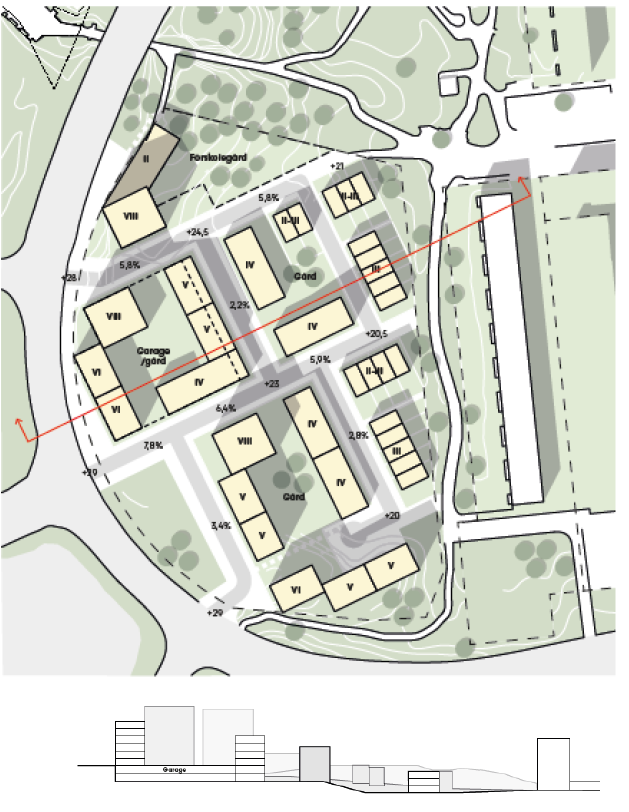 II
Förskolegård
+21
II-III
VIII
5,8%
II-III
+24,5
5,8%
IV
III
+28
V
Gård
2,2%
VIII
V
IV
+20,5
Garage
/gård
5,9%
VI
IV
+23
II-III
VI
6,4%
IV
VIII
2,8%
7,8%
III
+29
V
Gård
IV
+20
3,4%
V
V
V
VI
+29
Garage